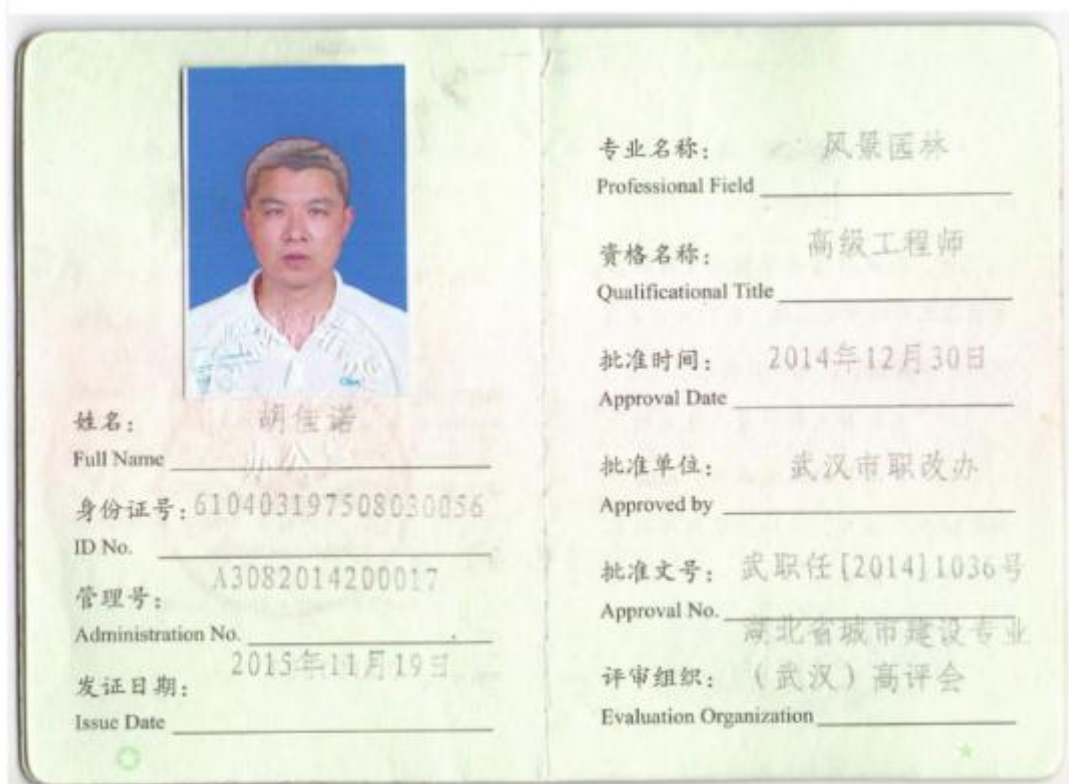 姓名： 胡佳诺
Full Name
身份证号：610403197508030056
ID No.
管理号： A3082014200017
Administration No.
发证日期： 2015年11月19日
Issue Date
专业名称： 风景园林
Professional Field
资格名称： 高级工程师
Qualificational Title
批准时间： 2014年12月30日
Approval Date
批准单位： 武汉市职改办
Approved by
批准文号： 武职任[2014]1036号
Approval No.
湖北省城市建设专业
评审组织： （武汉）高评会
Evaluation Organization